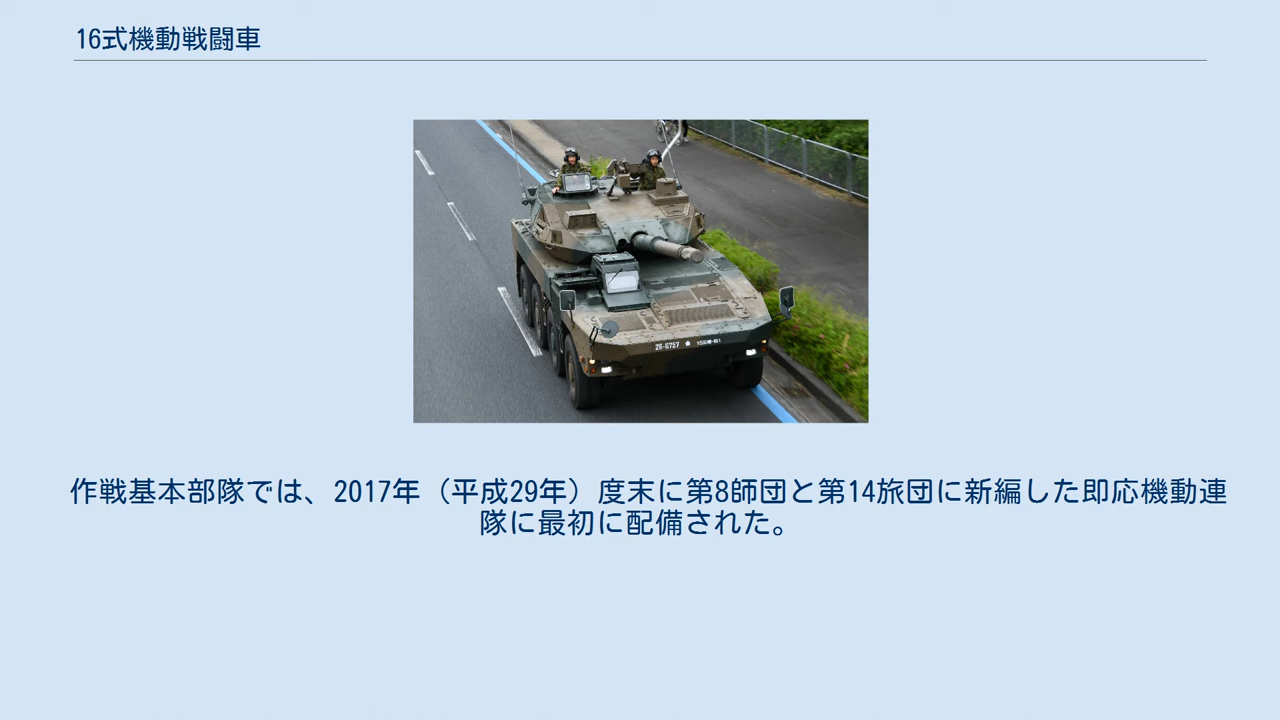 16式機動戦闘車
26-6757
作戦基本部隊では、2017年（平成29年）度末に第8師団と第14旅団に新編した即応機動連
隊に最初に配備された。